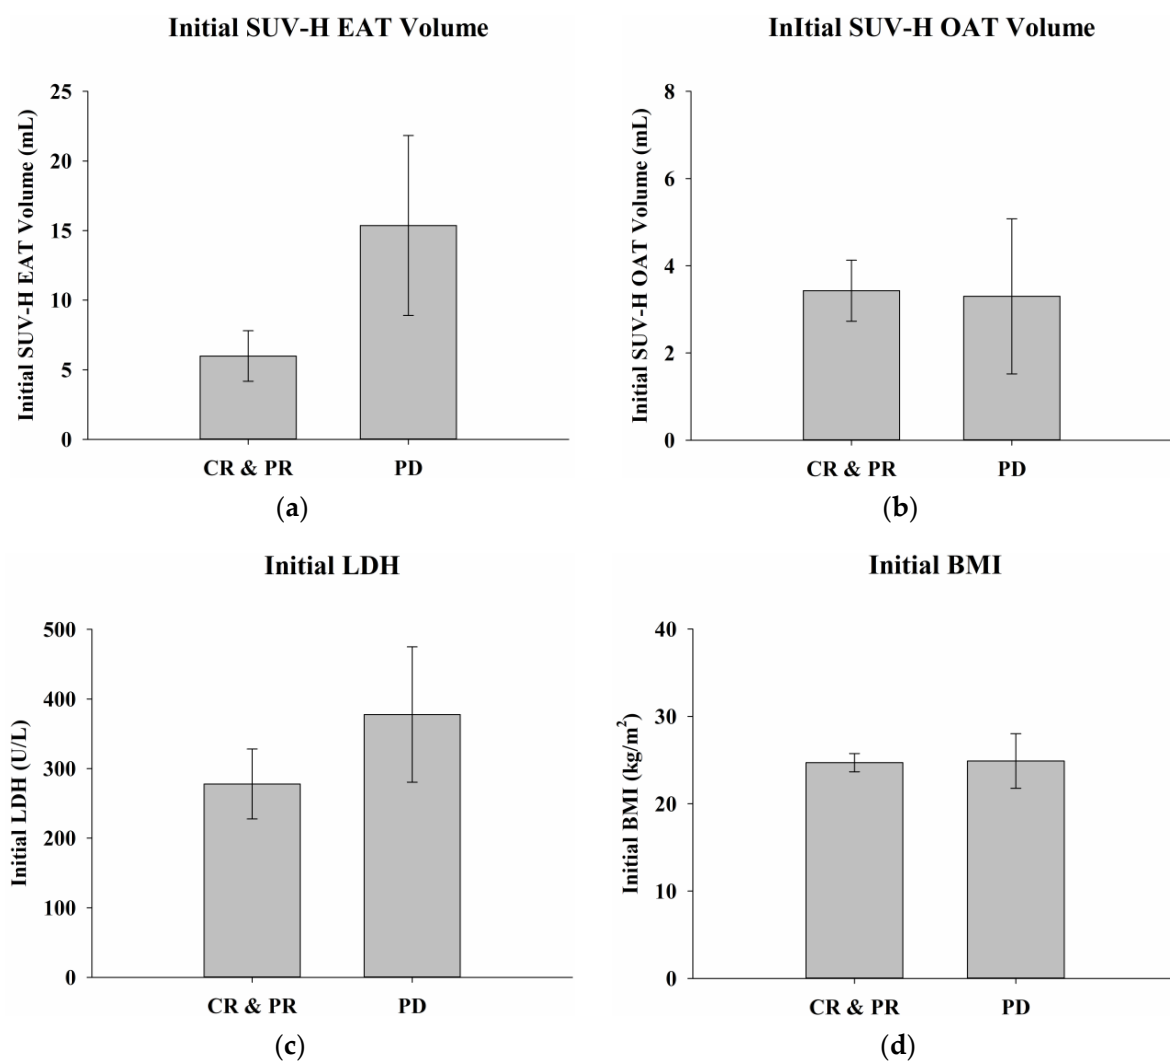 Initial SUV-H EAT Volume
Initial SUV-H EAT Volume (mL)
25
20
15
10
5
0
CR & PR PD
(a)
InItial SUV-H OAT Volume
Initial SUV-H OAT Volume (mL)
8
6
4
2
0
CR & PR PD
(b)
Initial LDH
Initial LDH (U/L)
500
400
300
200
100
0
CR & PR PD
(c)
Initial BMI
Initial BMI (kg/m²)
40
30
20
10
0
CR & PR PD
(d)